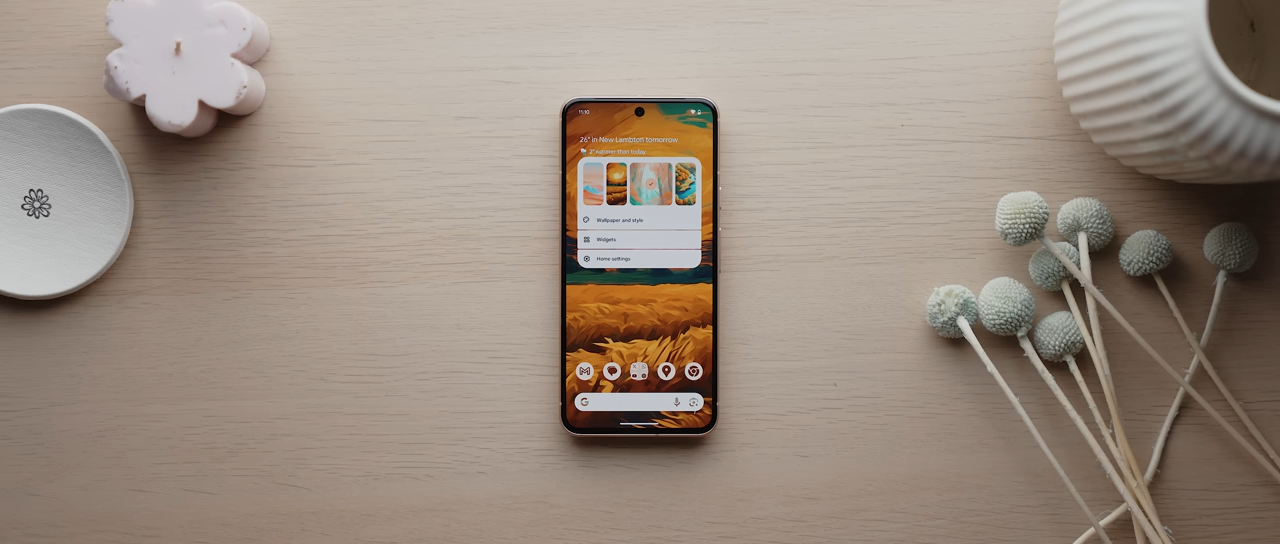 11:10
26° in New Lambton tomorrow
2° warmer than today
Wallpaper and style
Widgets
Home settings